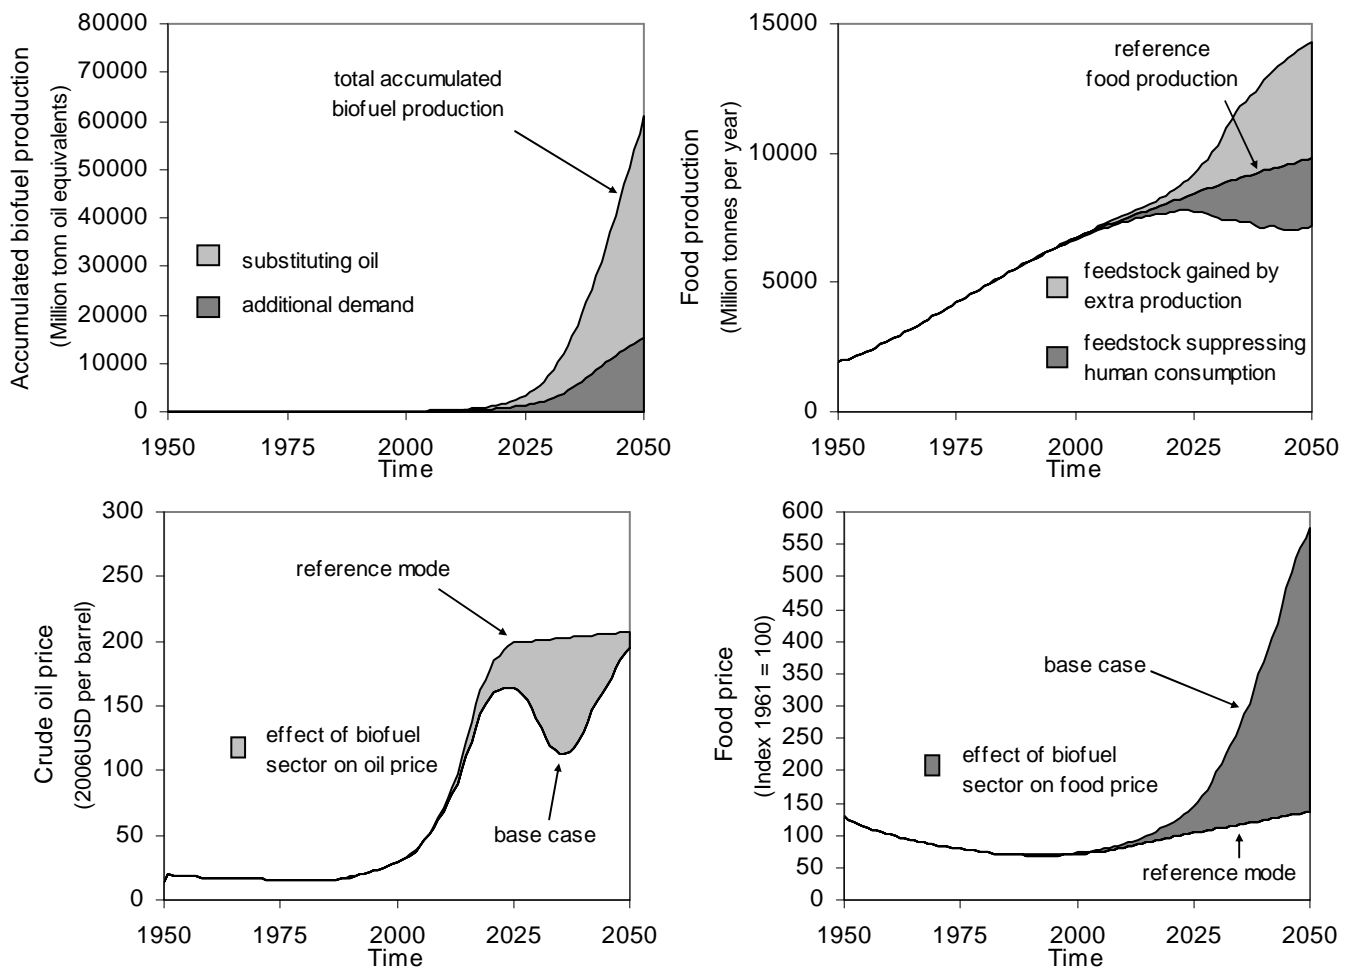 Accumulated biofuel production
(Million tonn oil equivalents)
80000
70000
60000
50000
40000
30000
20000
10000
0
total accumulated
biofuel production
substituting oil
additional demand
1950 1975 2000 2025 2050
Time
Food production
(Million tonnes per year)
15000
10000
5000
0
reference
food production
feedstock gained by
extra production
feedstock suppressing
human consumption
1950 1975 2000 2025 2050
Time
Crude oil price
(2006USD per barrel)
300
250
200
150
100
50
0
reference mode
effect of biofuel
sector on oil price
base case
1950 1975 2000 2025 2050
Time
Food price
(Index 1961 = 100)
600
550
500
450
400
350
300
250
200
150
100
50
0
base case
effect of biofuel
sector on food price
reference mode
1950 1975 2000 2025 2050
Time